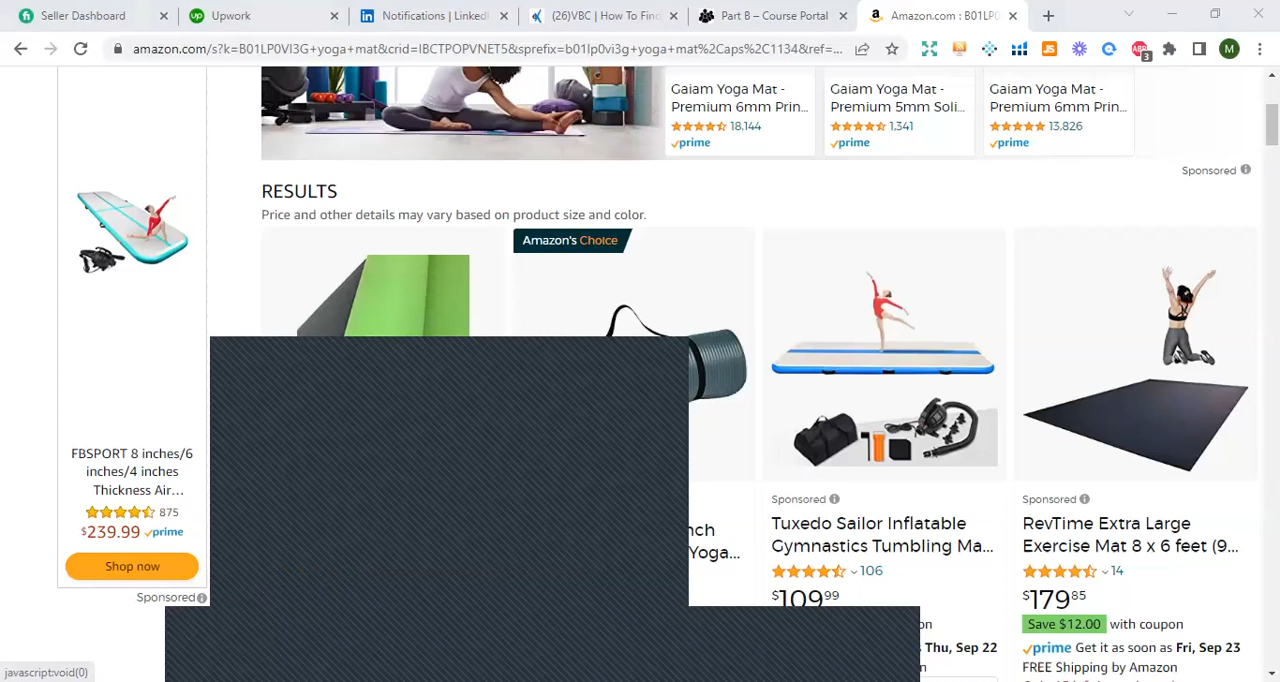 Seller Dashboard
Upwork
Notifications | LinkedI
(26)VBC | How To Find
Part B – Course Portal
Amazon.com : B01LP0
amazon.com/s?k=B01LP0VI3G+yoga+mat&crid=IBCTPOPVNET5&sprefix=b01lp0vi3g+yoga+mat%2Caps%2C1134&ref=...
3
M
Gaiam Yoga Mat -
Premium 6mm Prin...
18,144
prime
Gaiam Yoga Mat -
Premium 5mm Soli...
1,341
prime
Gaiam Yoga Mat -
Premium 6mm Prin...
13,826
prime
Sponsored
RESULTS
Price and other details may vary based on product size and color.
Amazon's Choice
FBSPORT 8 inches/6
inches/4 inches
Thickness Air...
875
$239.99 prime
Shop now
Sponsored
nch
Yoga...
Sponsored
Tuxedo Sailor Inflatable
Gymnastics Tumbling Ma...
106
$109.99
on
Thu, Sep 22
n
Sponsored
RevTime Extra Large
Exercise Mat 8 x 6 feet (9...
14
$179.85
Save $12.00 with coupon
prime Get it as soon as Fri, Sep 23
FREE Shipping by Amazon
javascript:void(0)